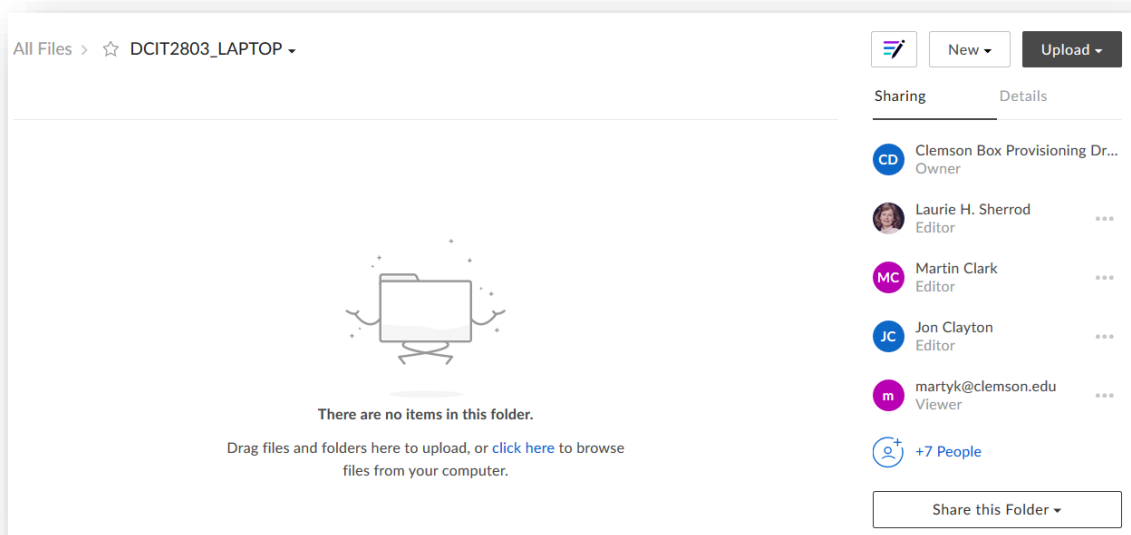 All Files > DCIT2803_LAPTOP
New
Upload
Sharing Details
CD Clemson Box Provisioning Dr...
Owner
Laurie H. Sherrod
Editor
MC Martin Clark
Editor
JC Jon Clayton
Editor
m martyk@clemson.edu
Viewer
+7 People
Share this Folder
There are no items in this folder.
Drag files and folders here to upload, or click here to browse
files from your computer.